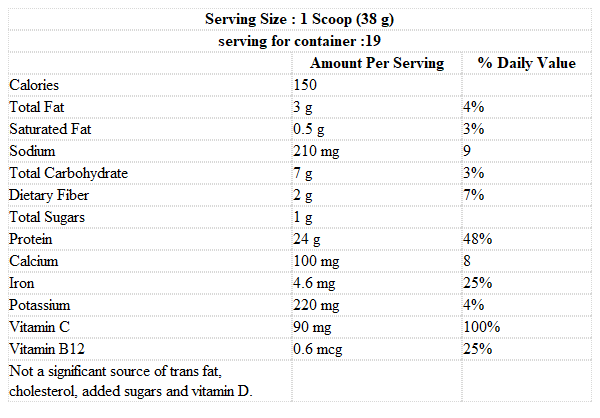 Serving Size : 1 Scoop (38 g)
serving for container :19
Amount Per Serving % Daily Value
Calories 150
Total Fat 3 g 4%
Saturated Fat 0.5 g 3%
Sodium 210 mg 9
Total Carbohydrate 7 g 3%
Dietary Fiber 2 g 7%
Total Sugars 1 g
Protein 24 g 48%
Calcium 100 mg 8
Iron 4.6 mg 25%
Potassium 220 mg 4%
Vitamin C 90 mg 100%
Vitamin B12 0.6 mcg 25%
Not a significant source of trans fat,
cholesterol, added sugars and vitamin D.